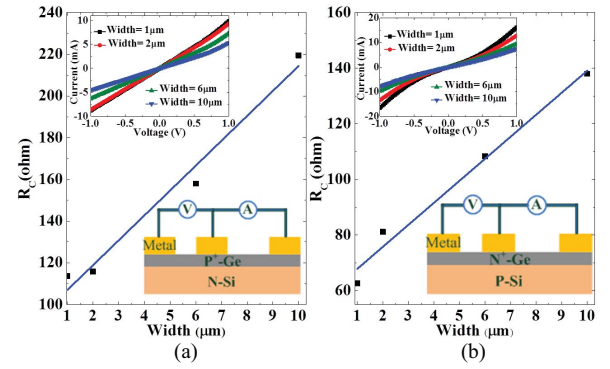 (a)
240
220
200
180
160
140
120
100
R_C(ohm)
1 2 3 4 5 6 7 8 9 10
Width (μm)
Current (mA)
10
5
0
-5
-10
-1.0 -0.5 0.0 0.5 1.0
Voltage (V)
Width= 1μm
Width= 2μm
Width= 6μm
Width= 10μm
V A
Metal
P⁺-Ge
N-Si
(a)
(b)
140
120
100
80
60
R_C(ohm)
1 2 3 4 5 6 7 8 9 10
Width (μm)
Current (mA)
20
10
0
-10
-20
-1.0 -0.5 0.0 0.5 1.0
Voltage (V)
Width= 1μm
Width= 2μm
Width= 6μm
Width= 10μm
V A
Metal
N⁺-Ge
P-Si
(b)